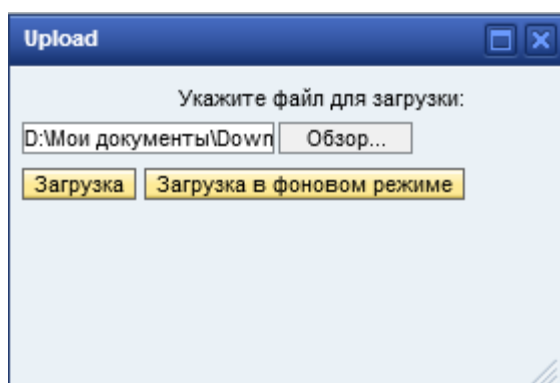 Upload
Укажите файл для загрузки:
D:\Мои документы\Down Обзор...
Загрузка Загрузка в фоновом режиме